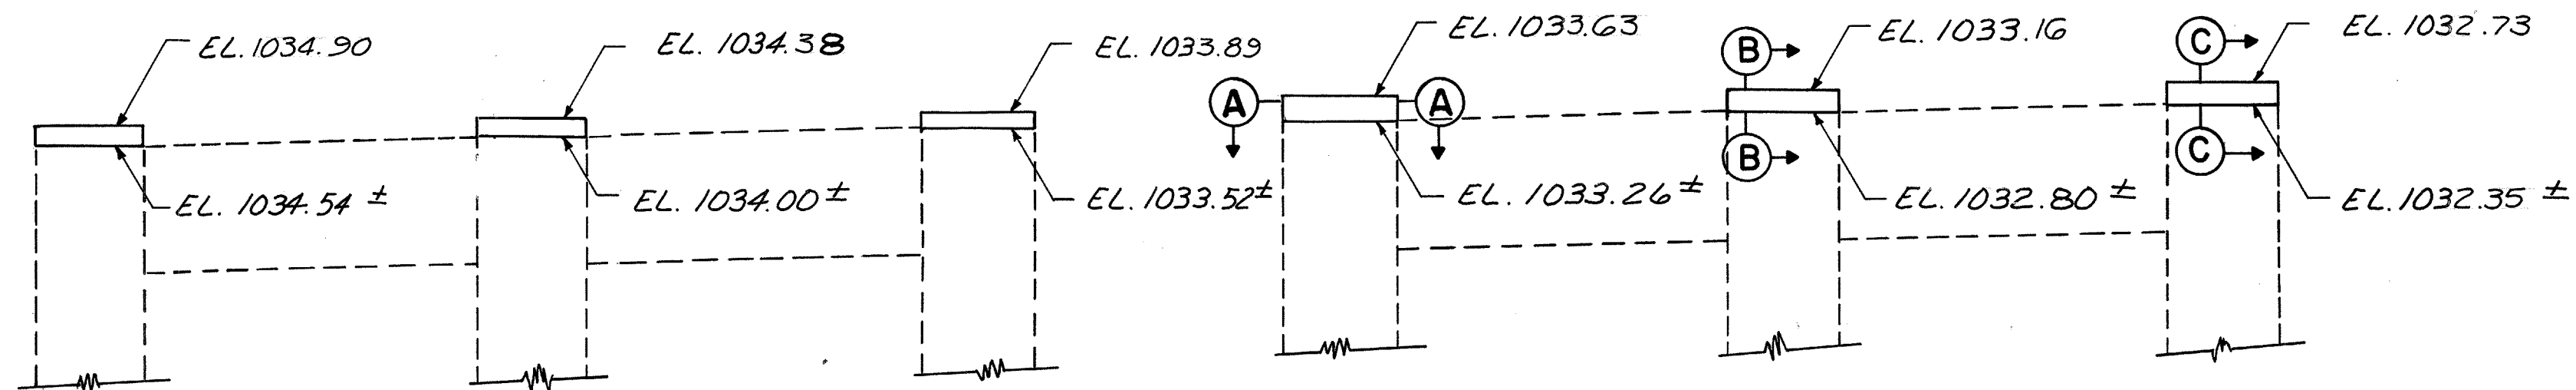 EL. 1034.90
EL. 1034.38
EL. 1033.89
EL. 1033.63
EL. 1033.16
EL. 1032.73
A
A
B
B
C
C
EL. 1034.54 ±
EL. 1034.00 ±
EL. 1033.52 ±
EL. 1033.26 ±
EL. 1032.80 ±
EL. 1032.35 ±